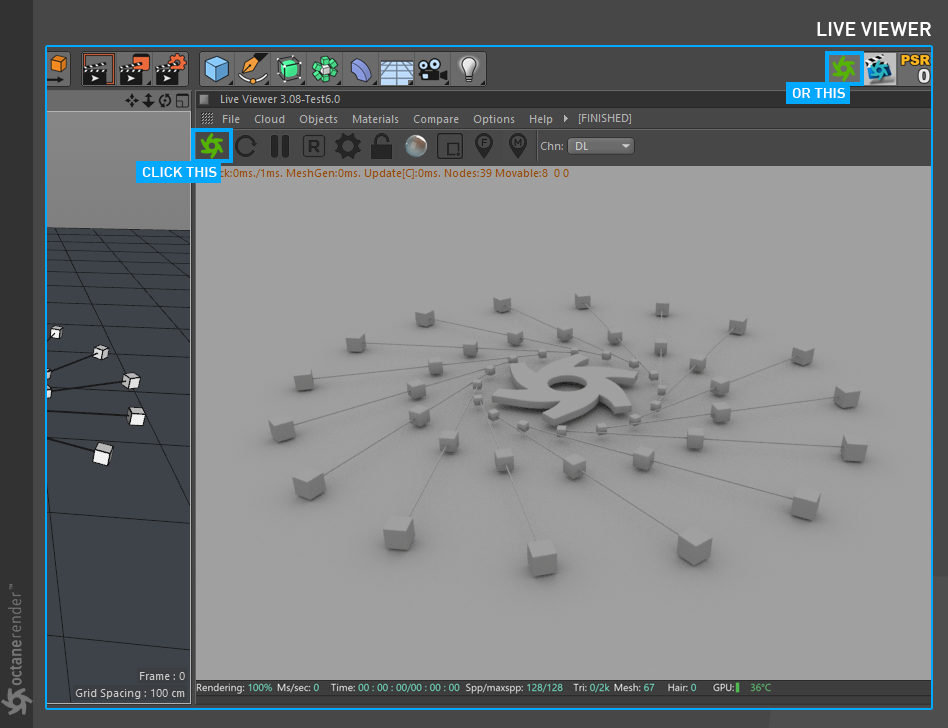 LIVE VIEWER
PSR
0
OR THIS
Live Viewer 3.08-Test6.0
File Cloud Objects Materials Compare Options Help [FINISHED]
R F M Chn: DL
CLICK THIS
ck:0ms./1ms. MeshGen:0ms. Update[C]:0ms. Nodes:39 Movable:8 0 0
Frame : 0
Grid Spacing : 100 cm
Rendering: 100% Ms/sec: 0 Time: 00 : 00 : 00/00 : 00 : 00 Spp/maxspp: 128/128 Tri: 0/2k Mesh: 67 Hair: 0 GPU: 36°C
octanerender™